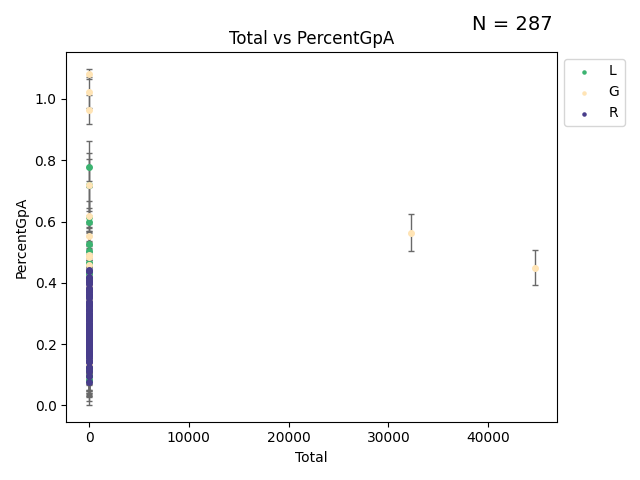 N = 287
Total vs PercentGpA
L
G
R
PercentGpA
1.0
0.8
0.6
0.4
0.2
0.0
0
10000
20000
30000
40000
Total